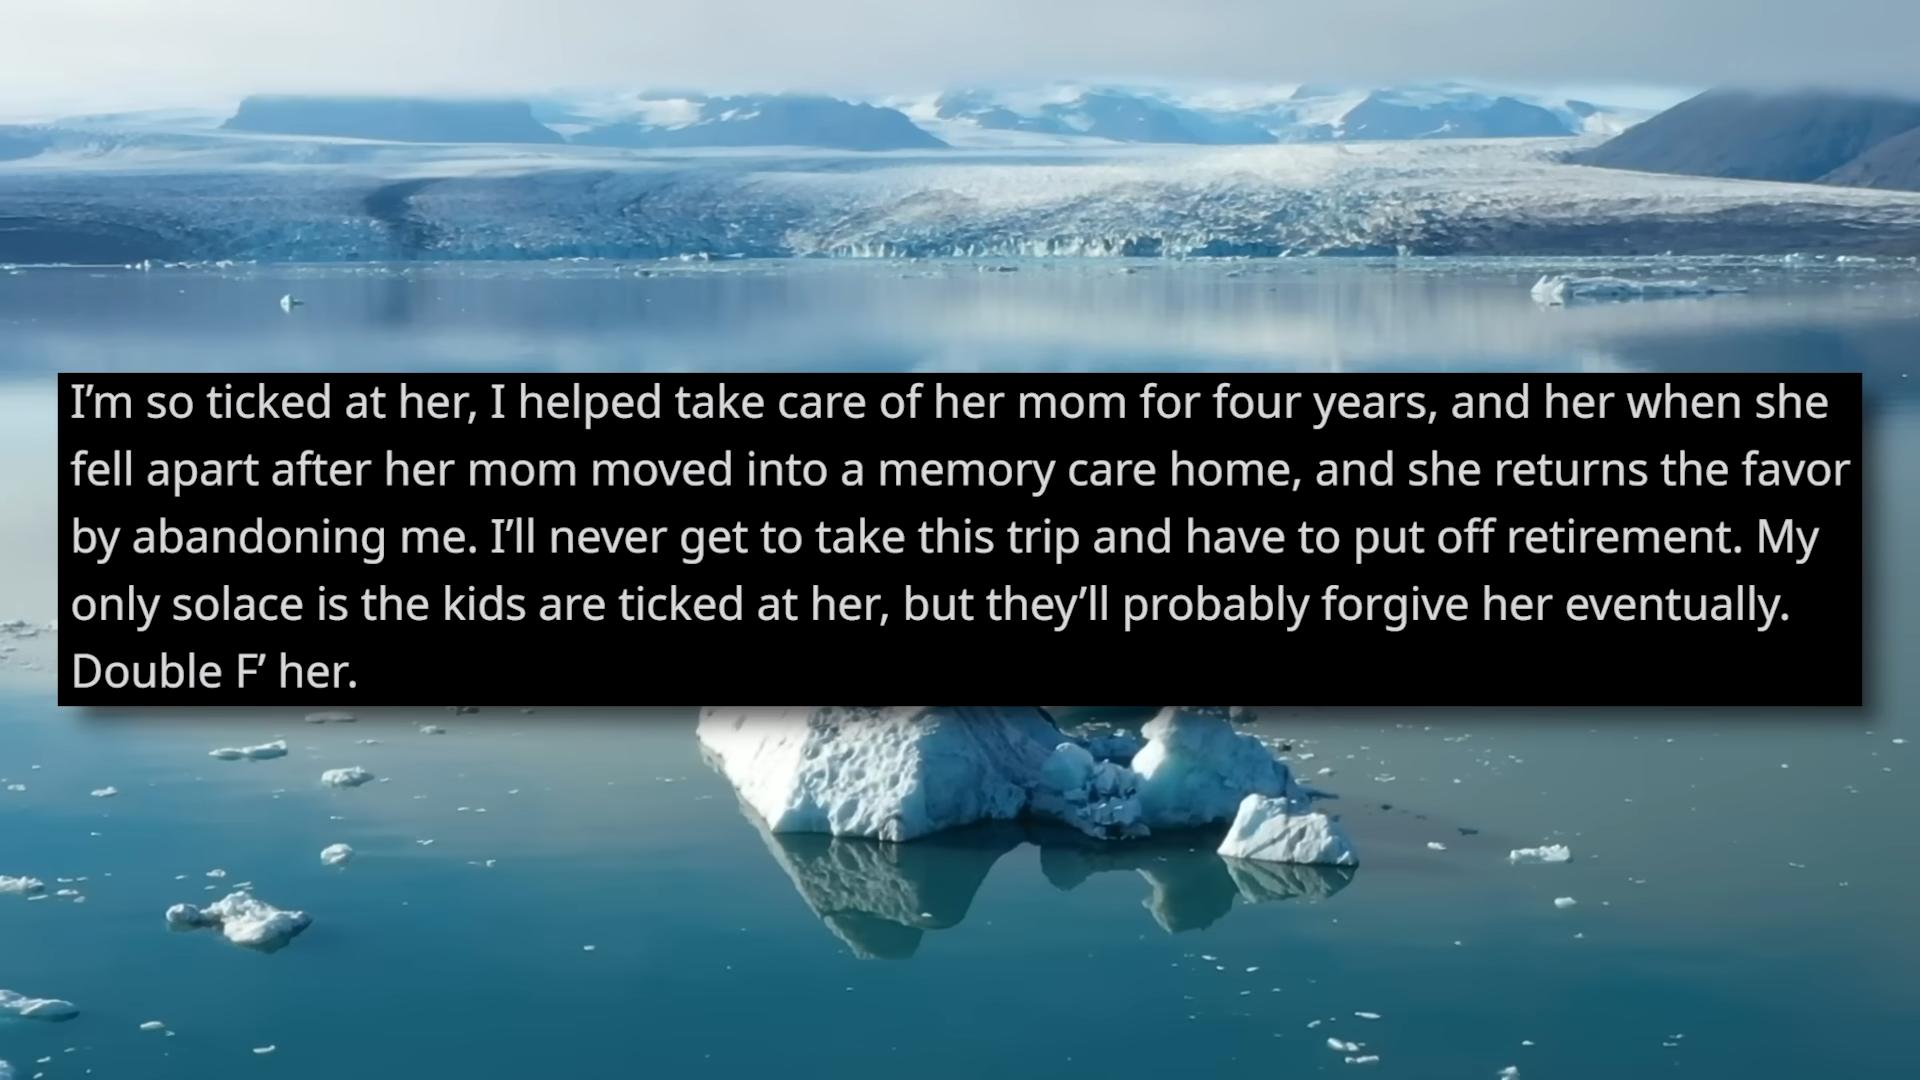 I’m so ticked at her, I helped take care of her mom for four years, and her when she
fell apart after her mom moved into a memory care home, and she returns the favor
by abandoning me. I’ll never get to take this trip and have to put off retirement. My
only solace is the kids are ticked at her, but they’ll probably forgive her eventually.
Double F’ her.